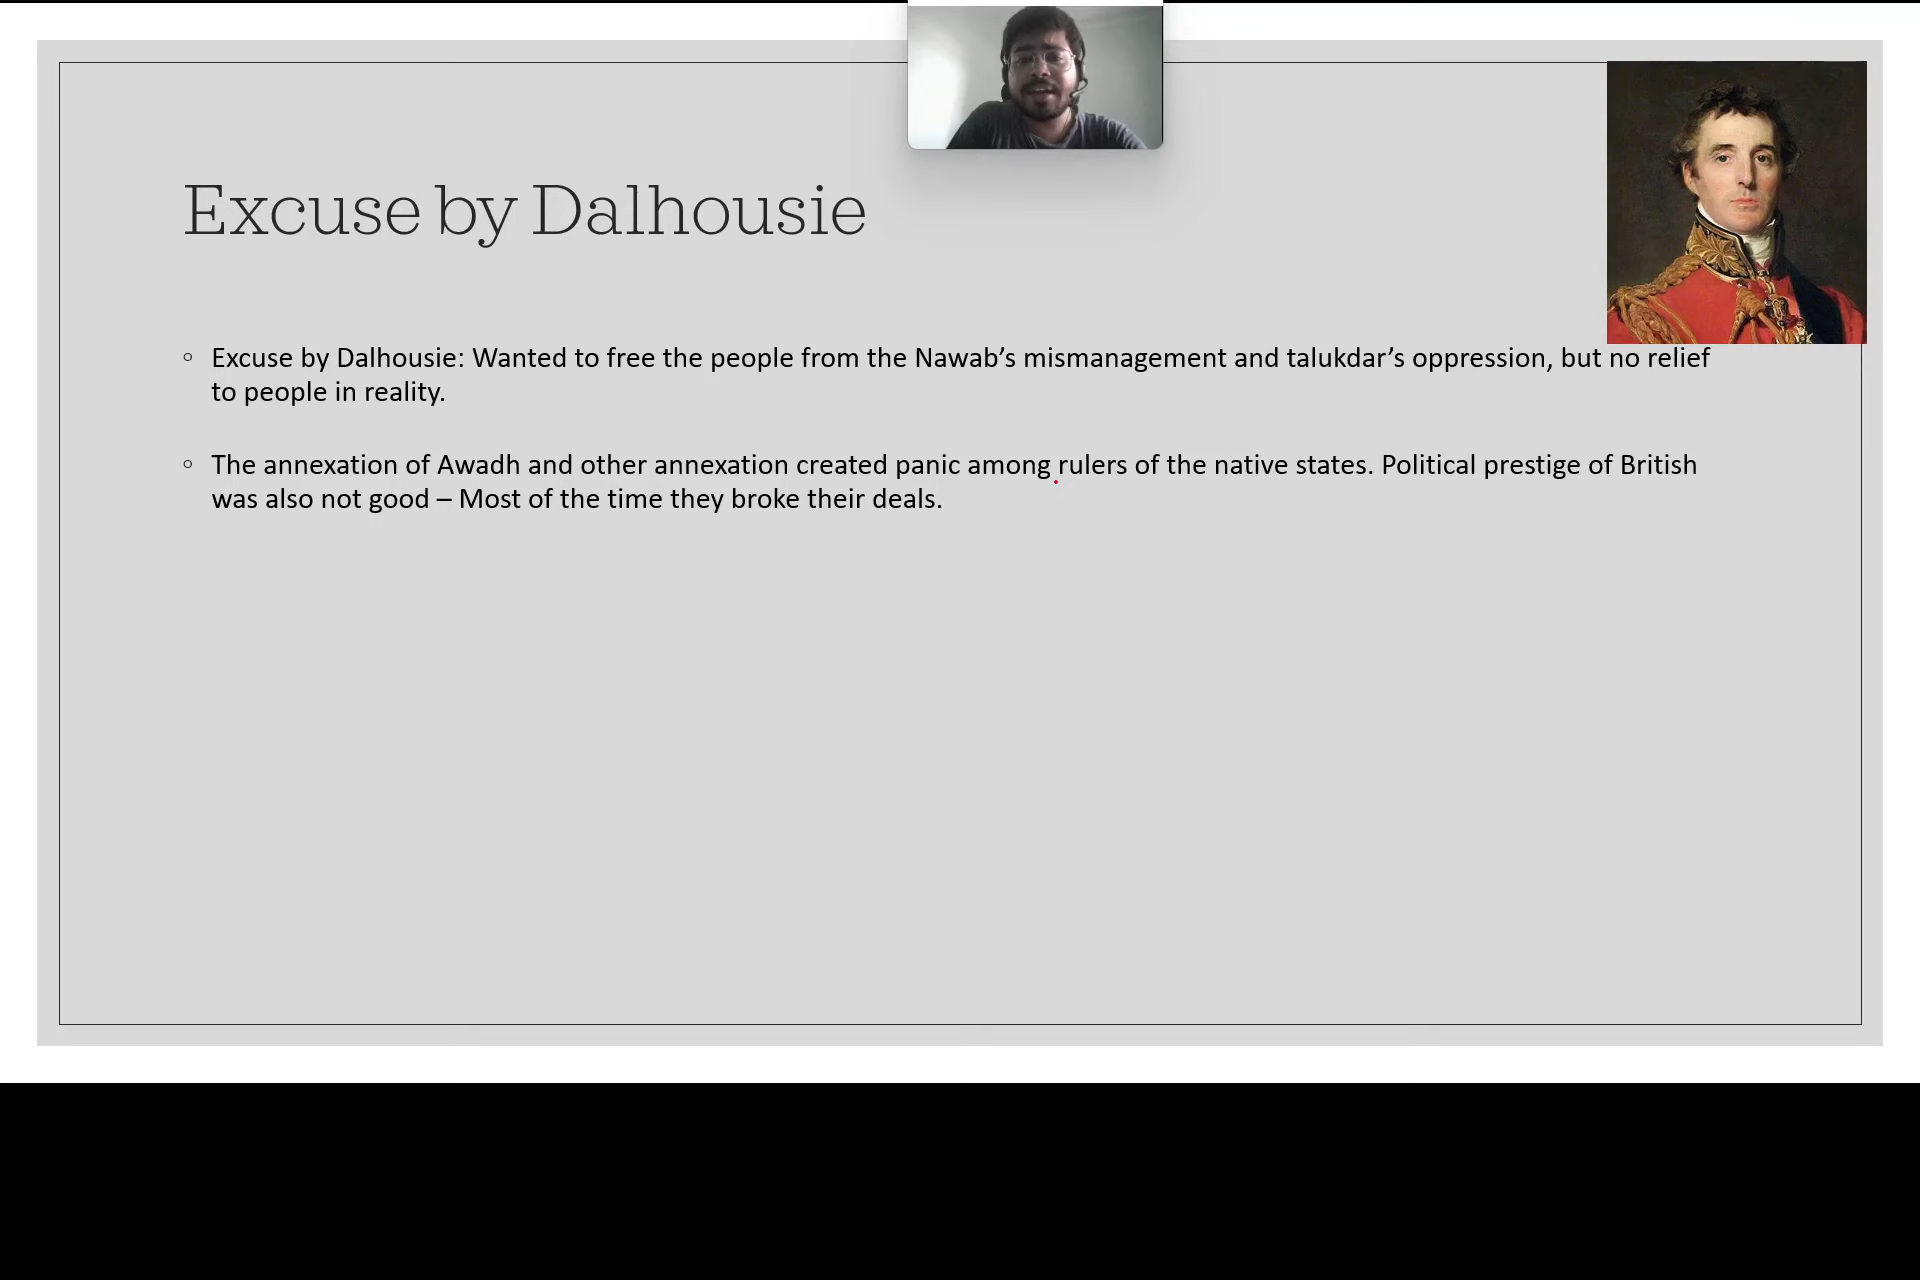 Excuse by Dalhousie
◦ Excuse by Dalhousie: Wanted to free the people from the Nawab’s mismanagement and talukdar’s oppression, but no relief
to people in reality.
◦ The annexation of Awadh and other annexation created panic among rulers of the native states. Political prestige of British
was also not good – Most of the time they broke their deals.